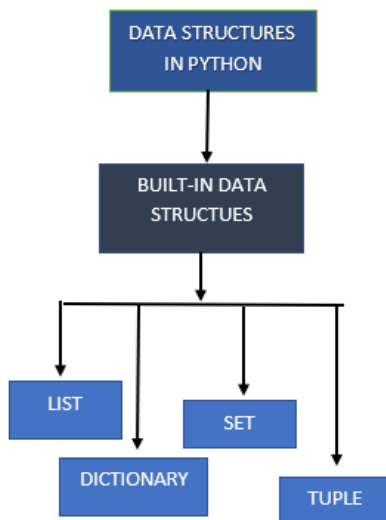 DATA STRUCTURES
IN PYTHON
BUILT-IN DATA
STRUCTUES
LIST
SET
DICTIONARY
TUPLE